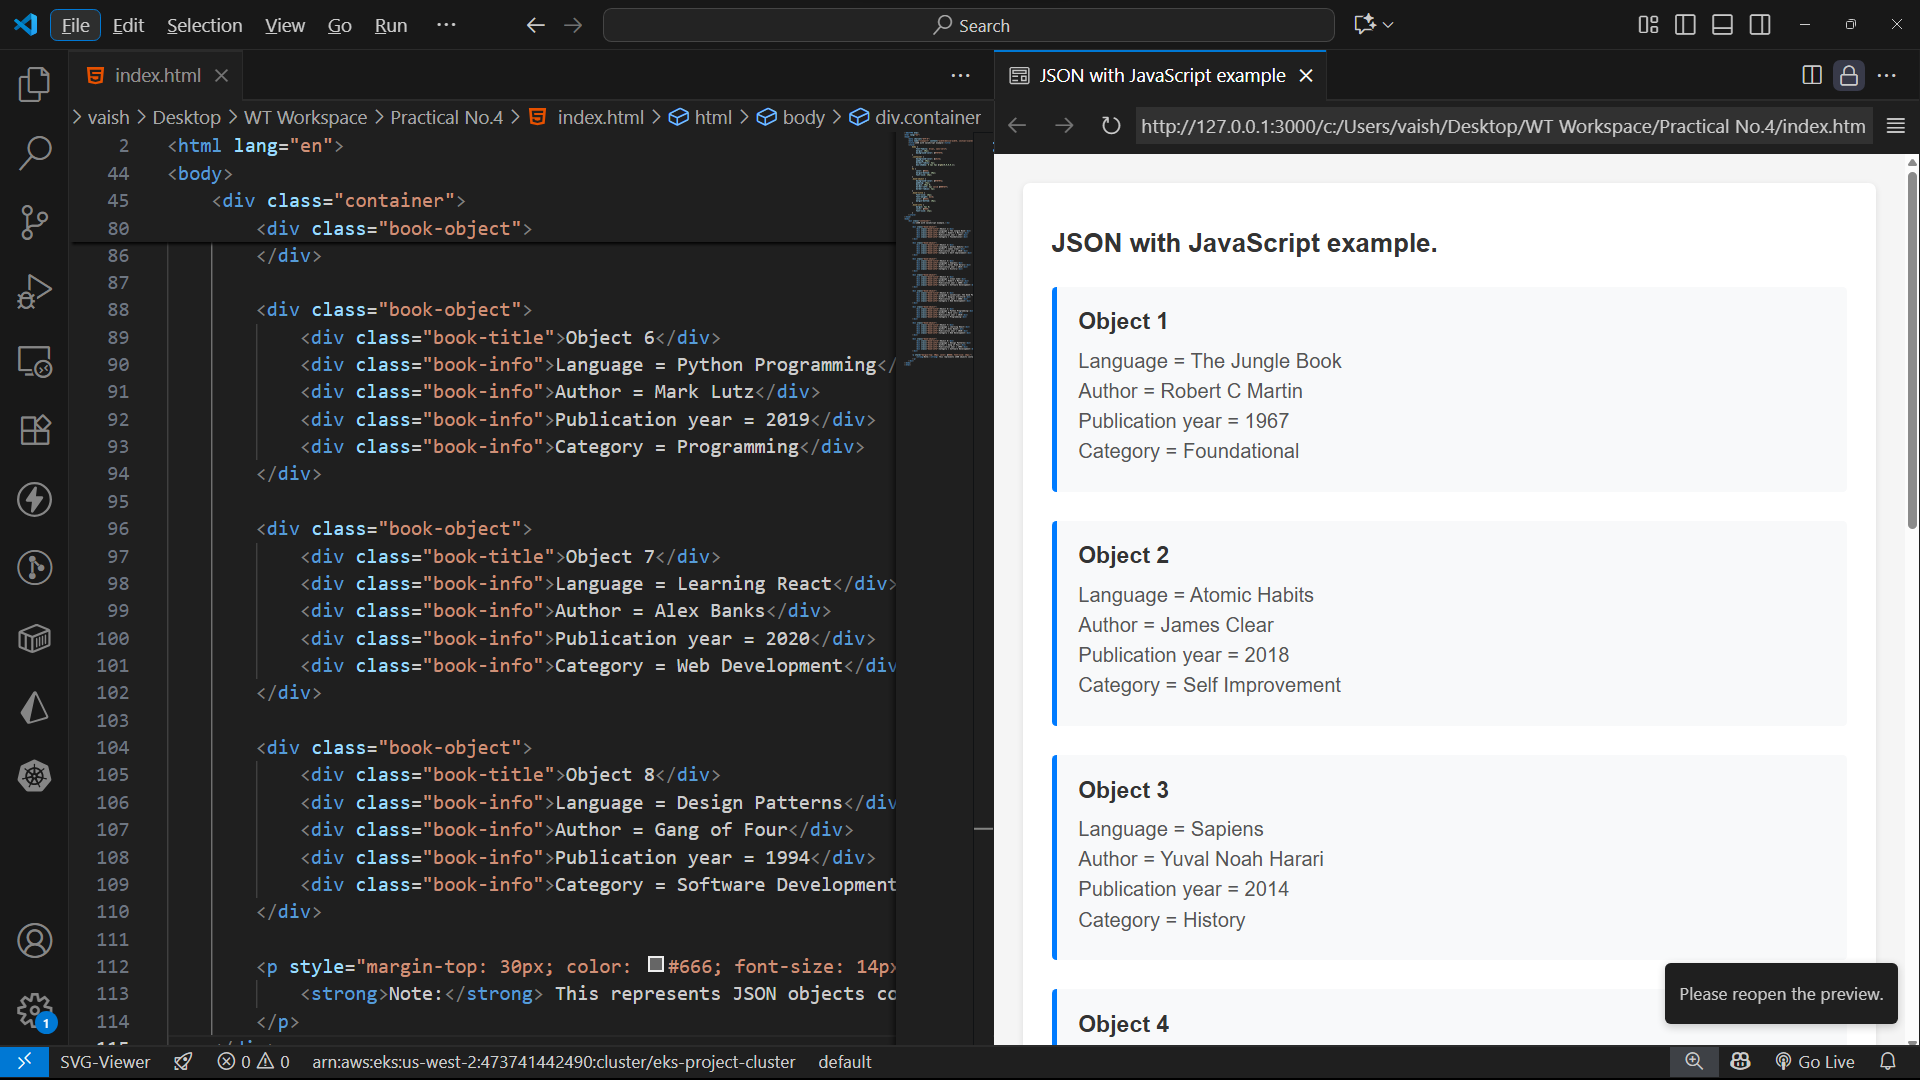 File Edit Selection View Go Run ···
Search
index.html
JSON with JavaScript example
vaish > Desktop > WT Workspace > Practical No.4 > index.html > html > body > div.container
http://127.0.0.1:3000/c:/Users/vaish/Desktop/WT Workspace/Practical No.4/index.htm
2 <html lang="en">
44 <body>
45 <div class="container">
80 <div class="book-object">
86 </div>
87
88 <div class="book-object">
89 <div class="book-title">Object 6</div>
90 <div class="book-info">Language = Python Programming</
91 <div class="book-info">Author = Mark Lutz</div>
92 <div class="book-info">Publication year = 2019</div>
93 <div class="book-info">Category = Programming</div>
94 </div>
95
96 <div class="book-object">
97 <div class="book-title">Object 7</div>
98 <div class="book-info">Language = Learning React</div>
99 <div class="book-info">Author = Alex Banks</div>
100 <div class="book-info">Publication year = 2020</div>
101 <div class="book-info">Category = Web Development</div
102 </div>
103
104 <div class="book-object">
105 <div class="book-title">Object 8</div>
106 <div class="book-info">Language = Design Patterns</div
107 <div class="book-info">Author = Gang of Four</div>
108 <div class="book-info">Publication year = 1994</div>
109 <div class="book-info">Category = Software Development
110 </div>
111
112 <p style="margin-top: 30px; color: #666; font-size: 14px
113 <strong>Note:</strong> This represents JSON objects co
114 </p>
JSON with JavaScript example.
Object 1
Language = The Jungle Book
Author = Robert C Martin
Publication year = 1967
Category = Foundational
Object 2
Language = Atomic Habits
Author = James Clear
Publication year = 2018
Category = Self Improvement
Object 3
Language = Sapiens
Author = Yuval Noah Harari
Publication year = 2014
Category = History
Object 4
Please reopen the preview.
1
SVG-Viewer 0 0 arn:aws:eks:us-west-2:473741442490:cluster/eks-project-cluster default Go Live